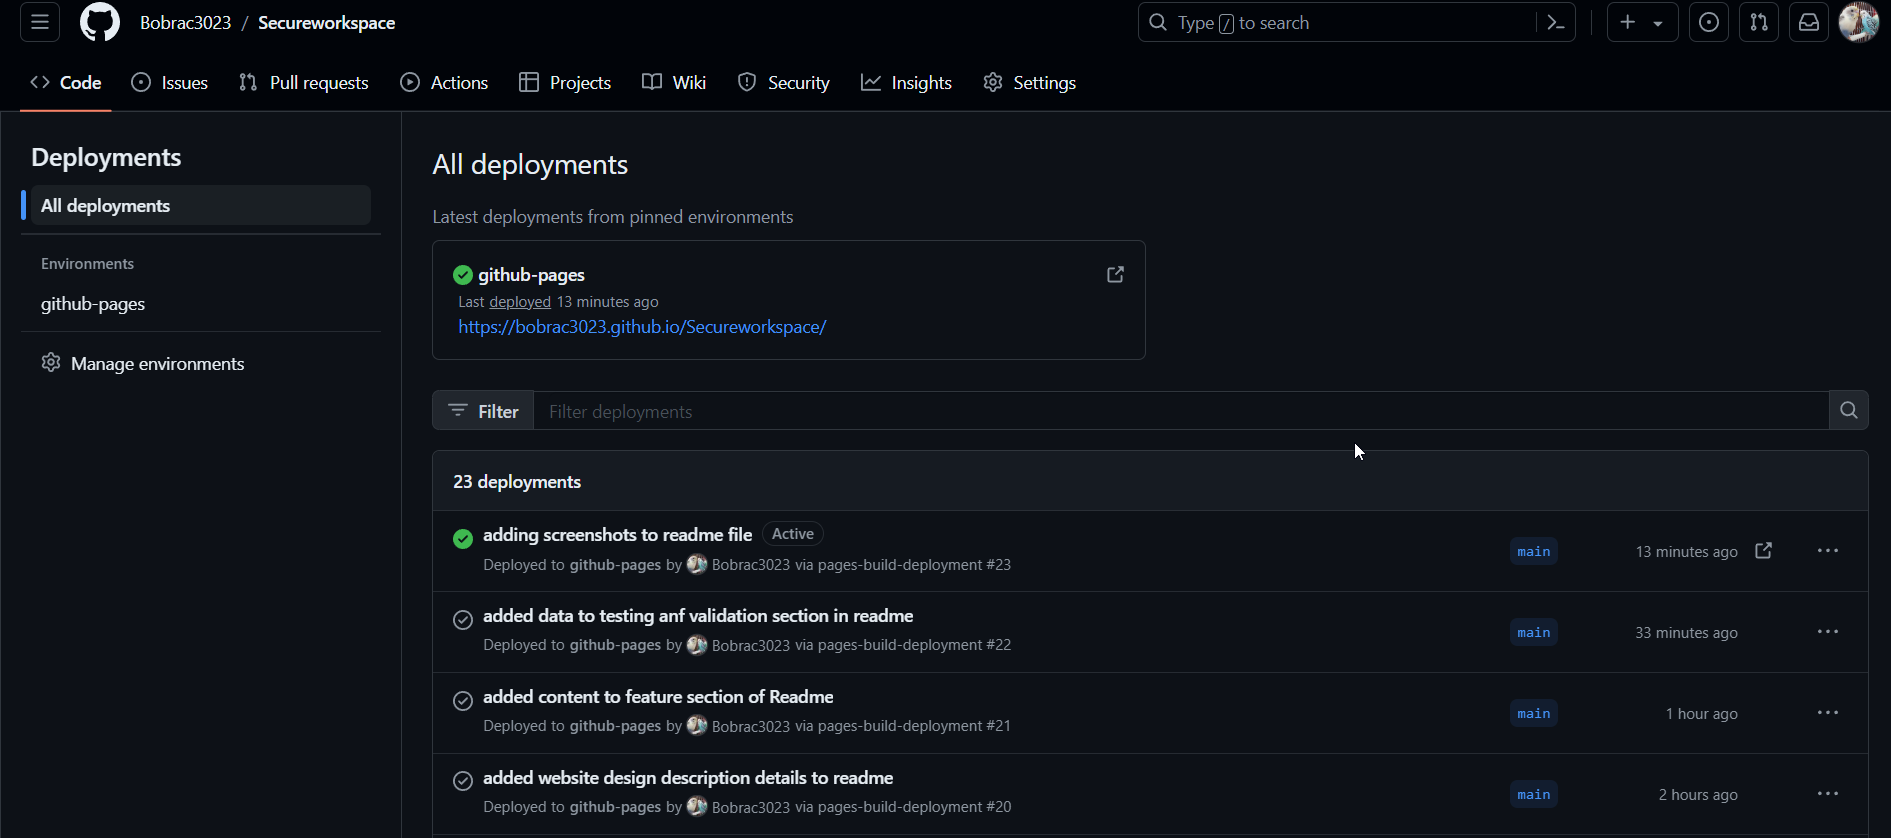 Bobrac3023 / Secureworkspace
Type / to search
Code Issues Pull requests Actions Projects Wiki Security Insights Settings
Deployments
All deployments
Environments
github-pages
Manage environments
All deployments
Latest deployments from pinned environments
github-pages
Last deployed 13 minutes ago
https://bobrac3023.github.io/Secureworkspace/
Filter Filter deployments
23 deployments
adding screenshots to readme file Active
Deployed to github-pages by Bobrac3023 via pages-build-deployment #23
main 13 minutes ago
added data to testing anf validation section in readme
Deployed to github-pages by Bobrac3023 via pages-build-deployment #22
main 33 minutes ago
added content to feature section of Readme
Deployed to github-pages by Bobrac3023 via pages-build-deployment #21
main 1 hour ago
added website design description details to readme
Deployed to github-pages by Bobrac3023 via pages-build-deployment #20
main 2 hours ago